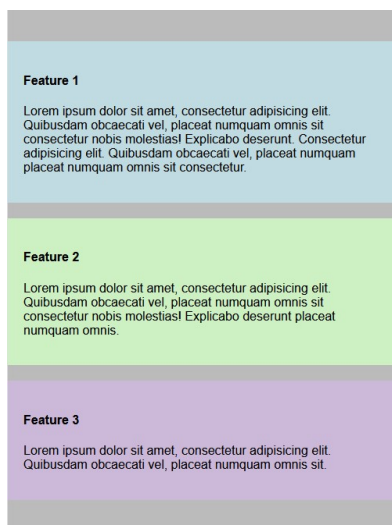 Feature 1
Lorem ipsum dolor sit amet, consectetur adipisicing elit.
Quibusdam obcaecati vel, placeat numquam omnis sit
consectetur nobis molestias! Explicabo deserunt. Consectetur
adipisicing elit. Quibusdam obcaecati vel, placeat numquam
placeat numquam omnis sit consectetur.
Feature 2
Lorem ipsum dolor sit amet, consectetur adipisicing elit.
Quibusdam obcaecati vel, placeat numquam omnis sit
consectetur nobis molestias! Explicabo deserunt placeat
numquam omnis.
Feature 3
Lorem ipsum dolor sit amet, consectetur adipisicing elit.
Quibusdam obcaecati vel, placeat numquam omnis sit.